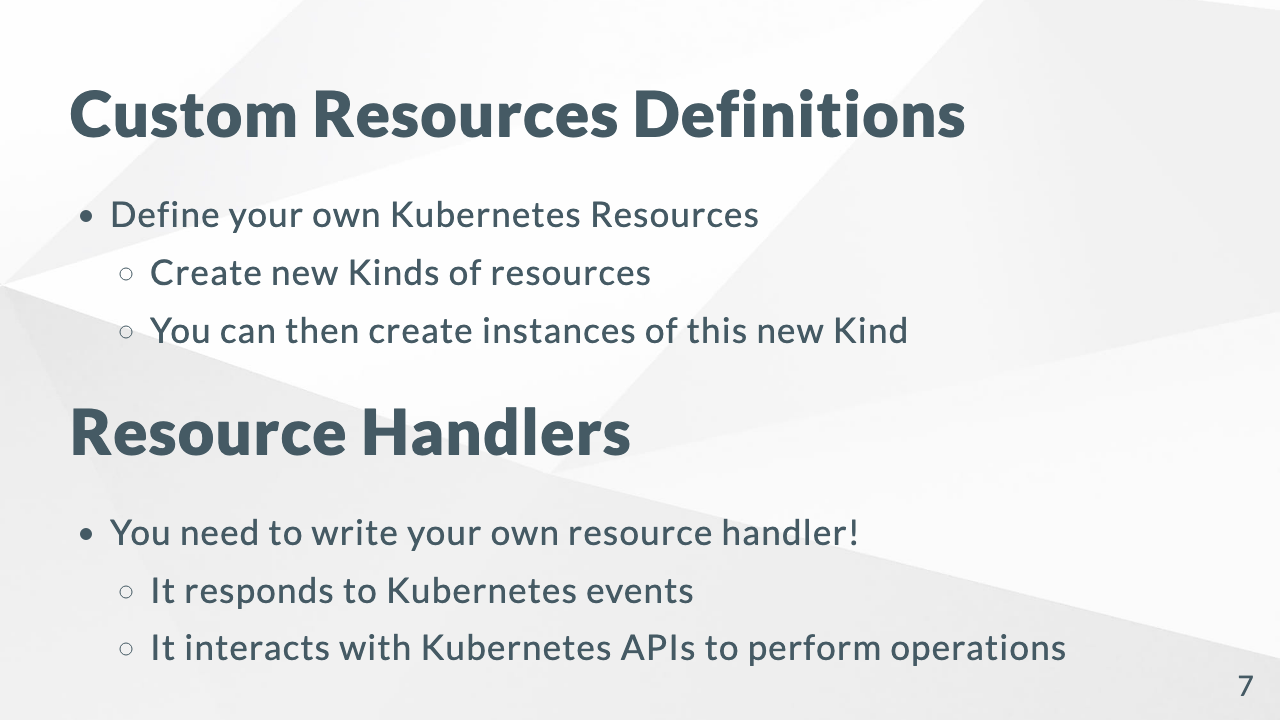 Custom Resources Definitions
• Define your own Kubernetes Resources
○ Create new Kinds of resources
○ You can then create instances of this new Kind
Resource Handlers
• You need to write your own resource handler!
○ It responds to Kubernetes events
○ It interacts with Kubernetes APIs to perform operations
7